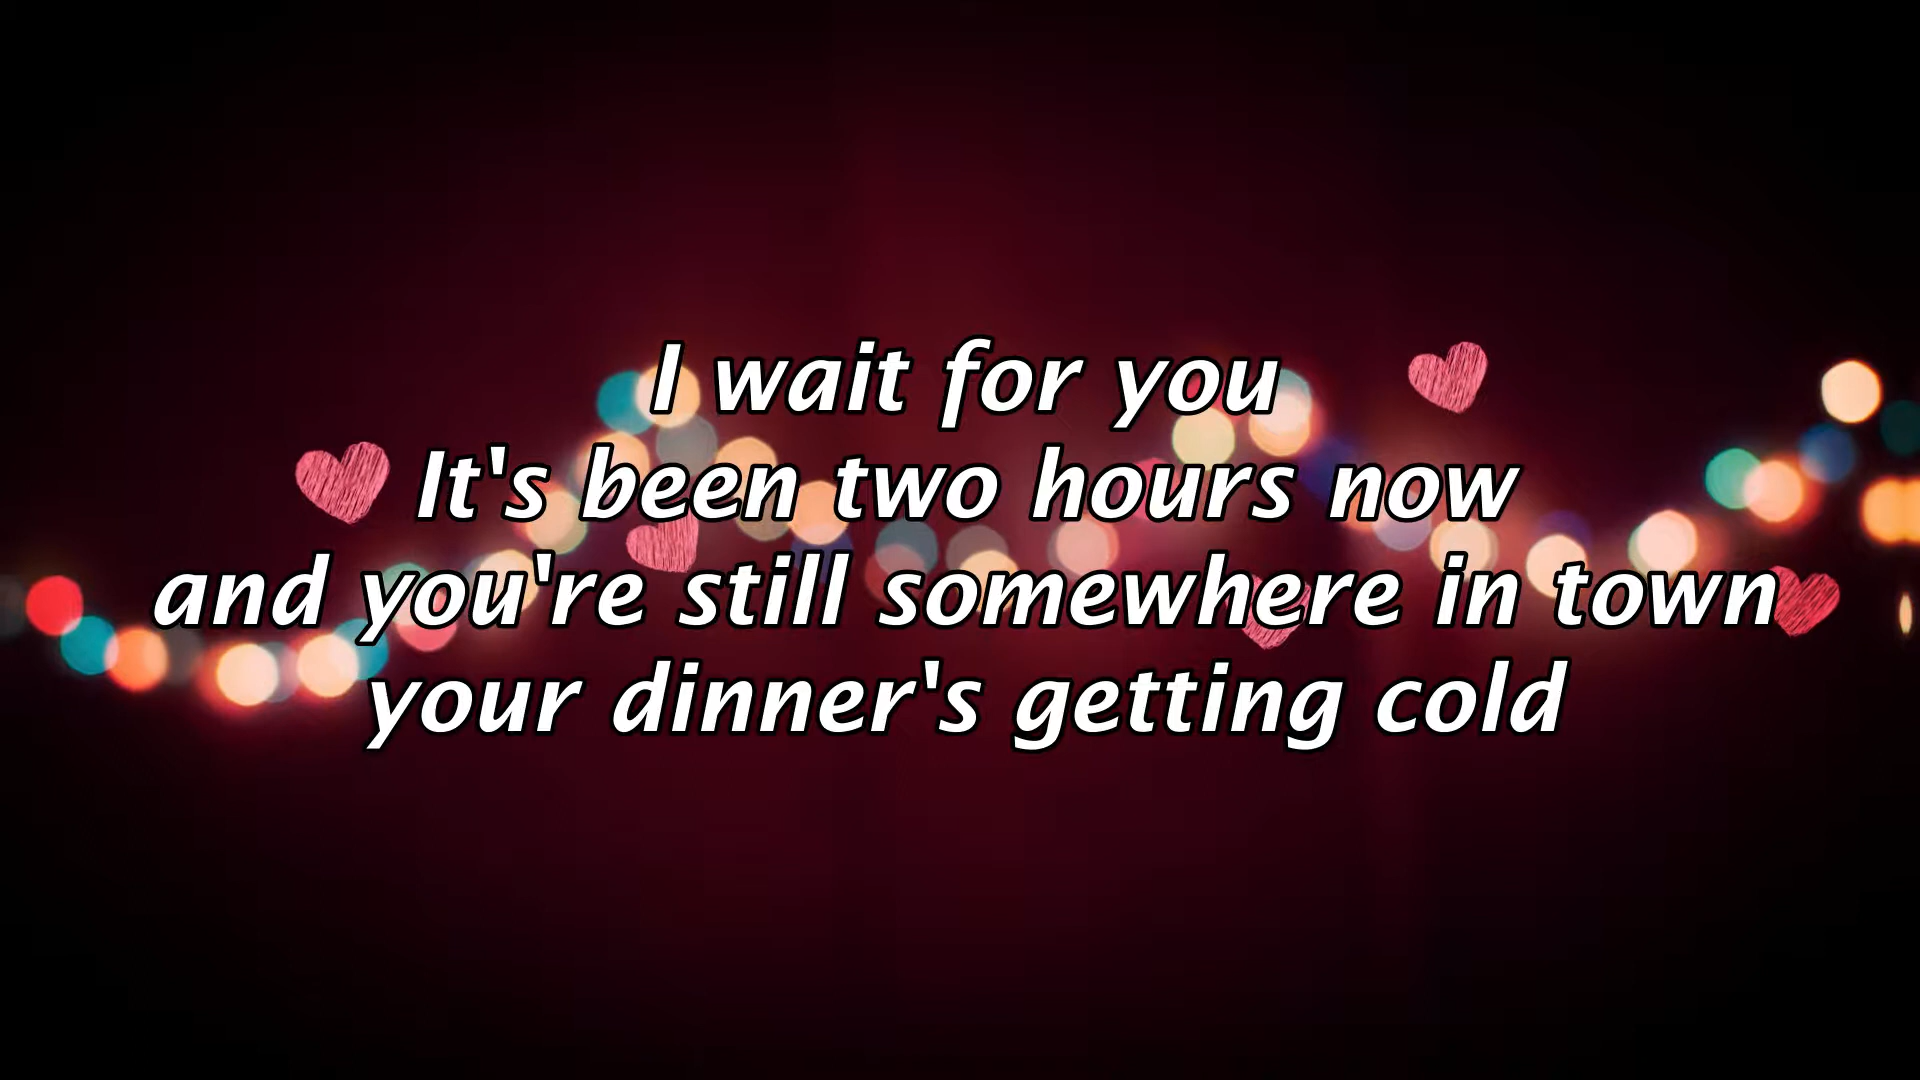 I wait for you
It's been two hours now
and you're still somewhere in town
your dinner's getting cold